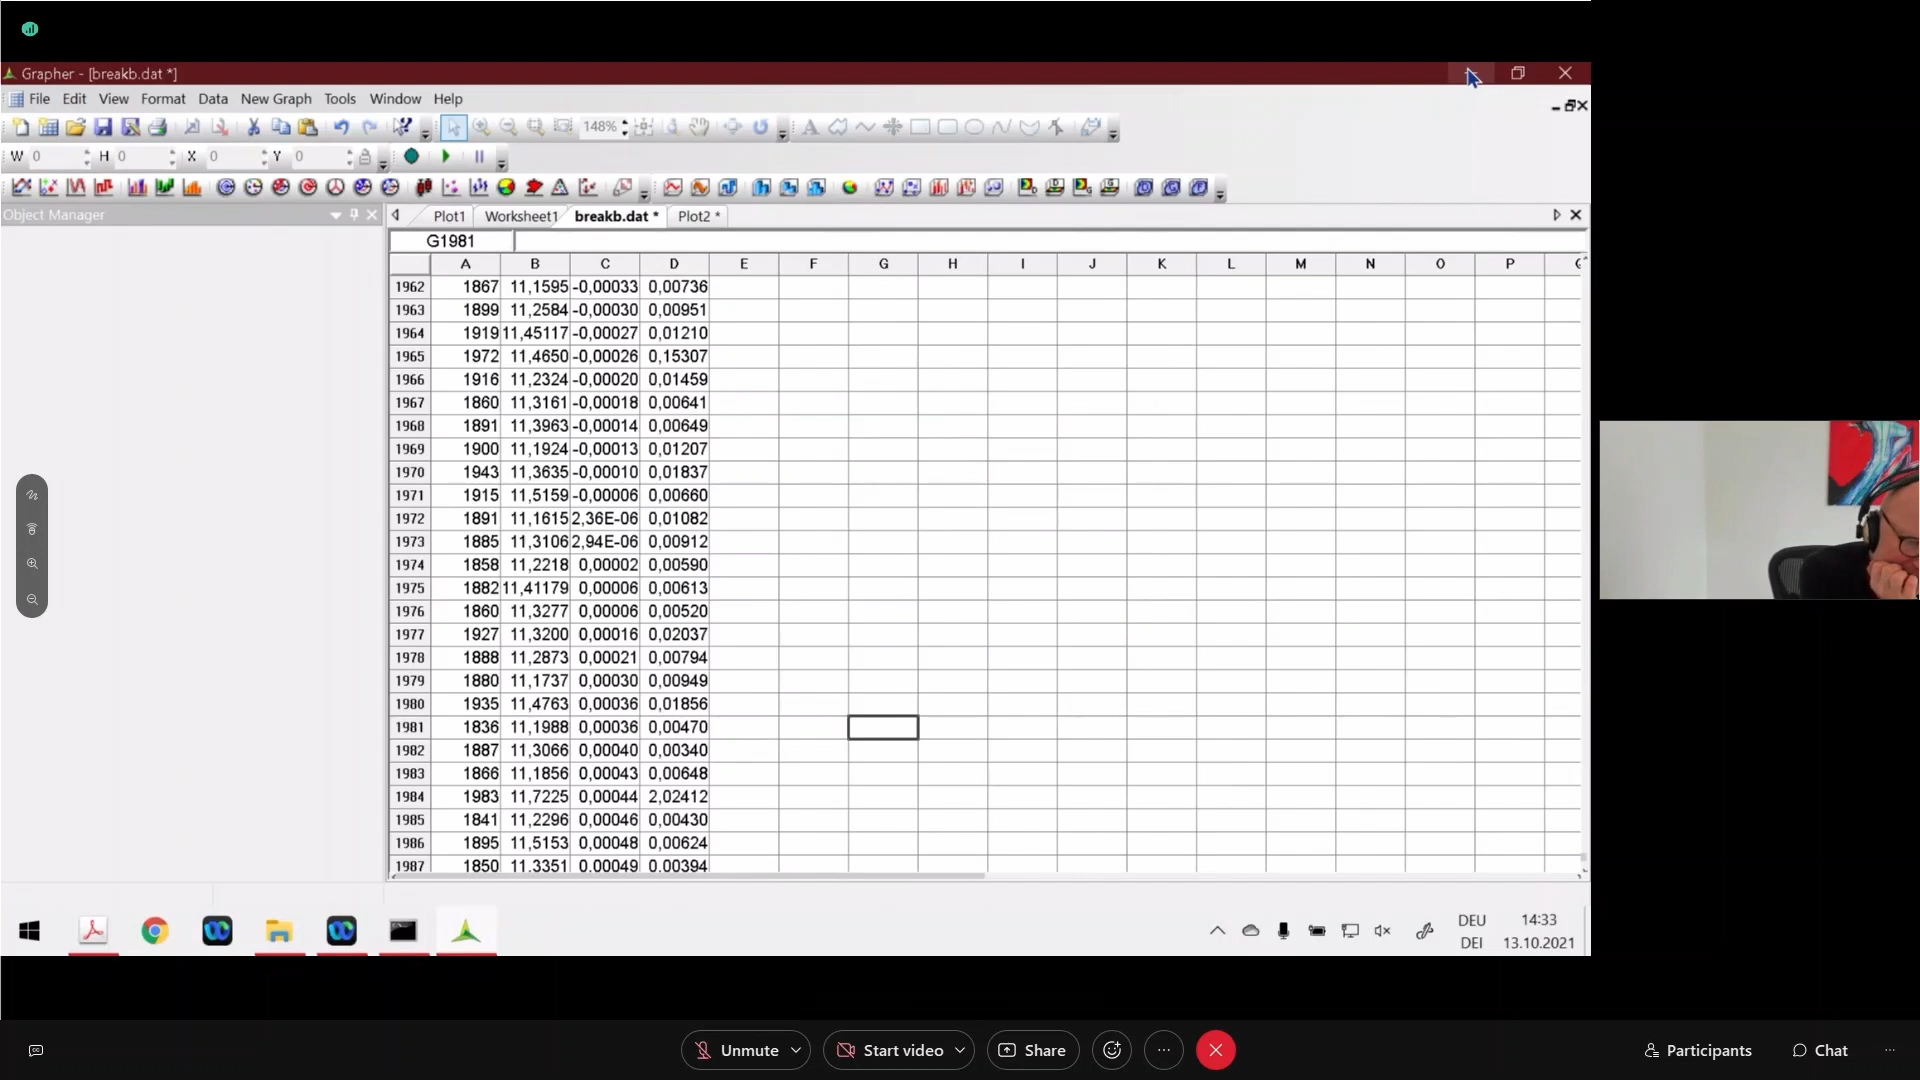 Grapher - [breakb.dat *]
File Edit View Format Data New Graph Tools Window Help
148%
W 0 H 0 X 0 Y 0
Object Manager
Plot1 Worksheet1 breakb.dat * Plot2 *
G1981
A B C D E F G H I J K L M N O P
1962 1867 11,1595 -0,00033 0,00736
1963 1899 11,2584 -0,00030 0,00951
1964 1919 11,45117 -0,00027 0,01210
1965 1972 11,4650 -0,00026 0,15307
1966 1916 11,2324 -0,00020 0,01459
1967 1860 11,3161 -0,00018 0,00641
1968 1891 11,3963 -0,00014 0,00649
1969 1900 11,1924 -0,00013 0,01207
1970 1943 11,3635 -0,00010 0,01837
1971 1915 11,5159 -0,00006 0,00660
1972 1891 11,1615 2,36E-06 0,01082
1973 1885 11,3106 2,94E-06 0,00912
1974 1858 11,2218 0,00002 0,00590
1975 1882 11,41179 0,00006 0,00613
1976 1860 11,3277 0,00006 0,00520
1977 1927 11,3200 0,00016 0,02037
1978 1888 11,2873 0,00021 0,00794
1979 1880 11,1737 0,00030 0,00949
1980 1935 11,4763 0,00036 0,01856
1981 1836 11,1988 0,00036 0,00470
1982 1887 11,3066 0,00040 0,00340
1983 1866 11,1856 0,00043 0,00648
1984 1983 11,7225 0,00044 2,02412
1985 1841 11,2296 0,00046 0,00430
1986 1895 11,5153 0,00048 0,00624
1987 1850 11,3351 0,00049 0,00394
DEU 14:33
DEI 13.10.2021
Unmute Start video Share Participants Chat